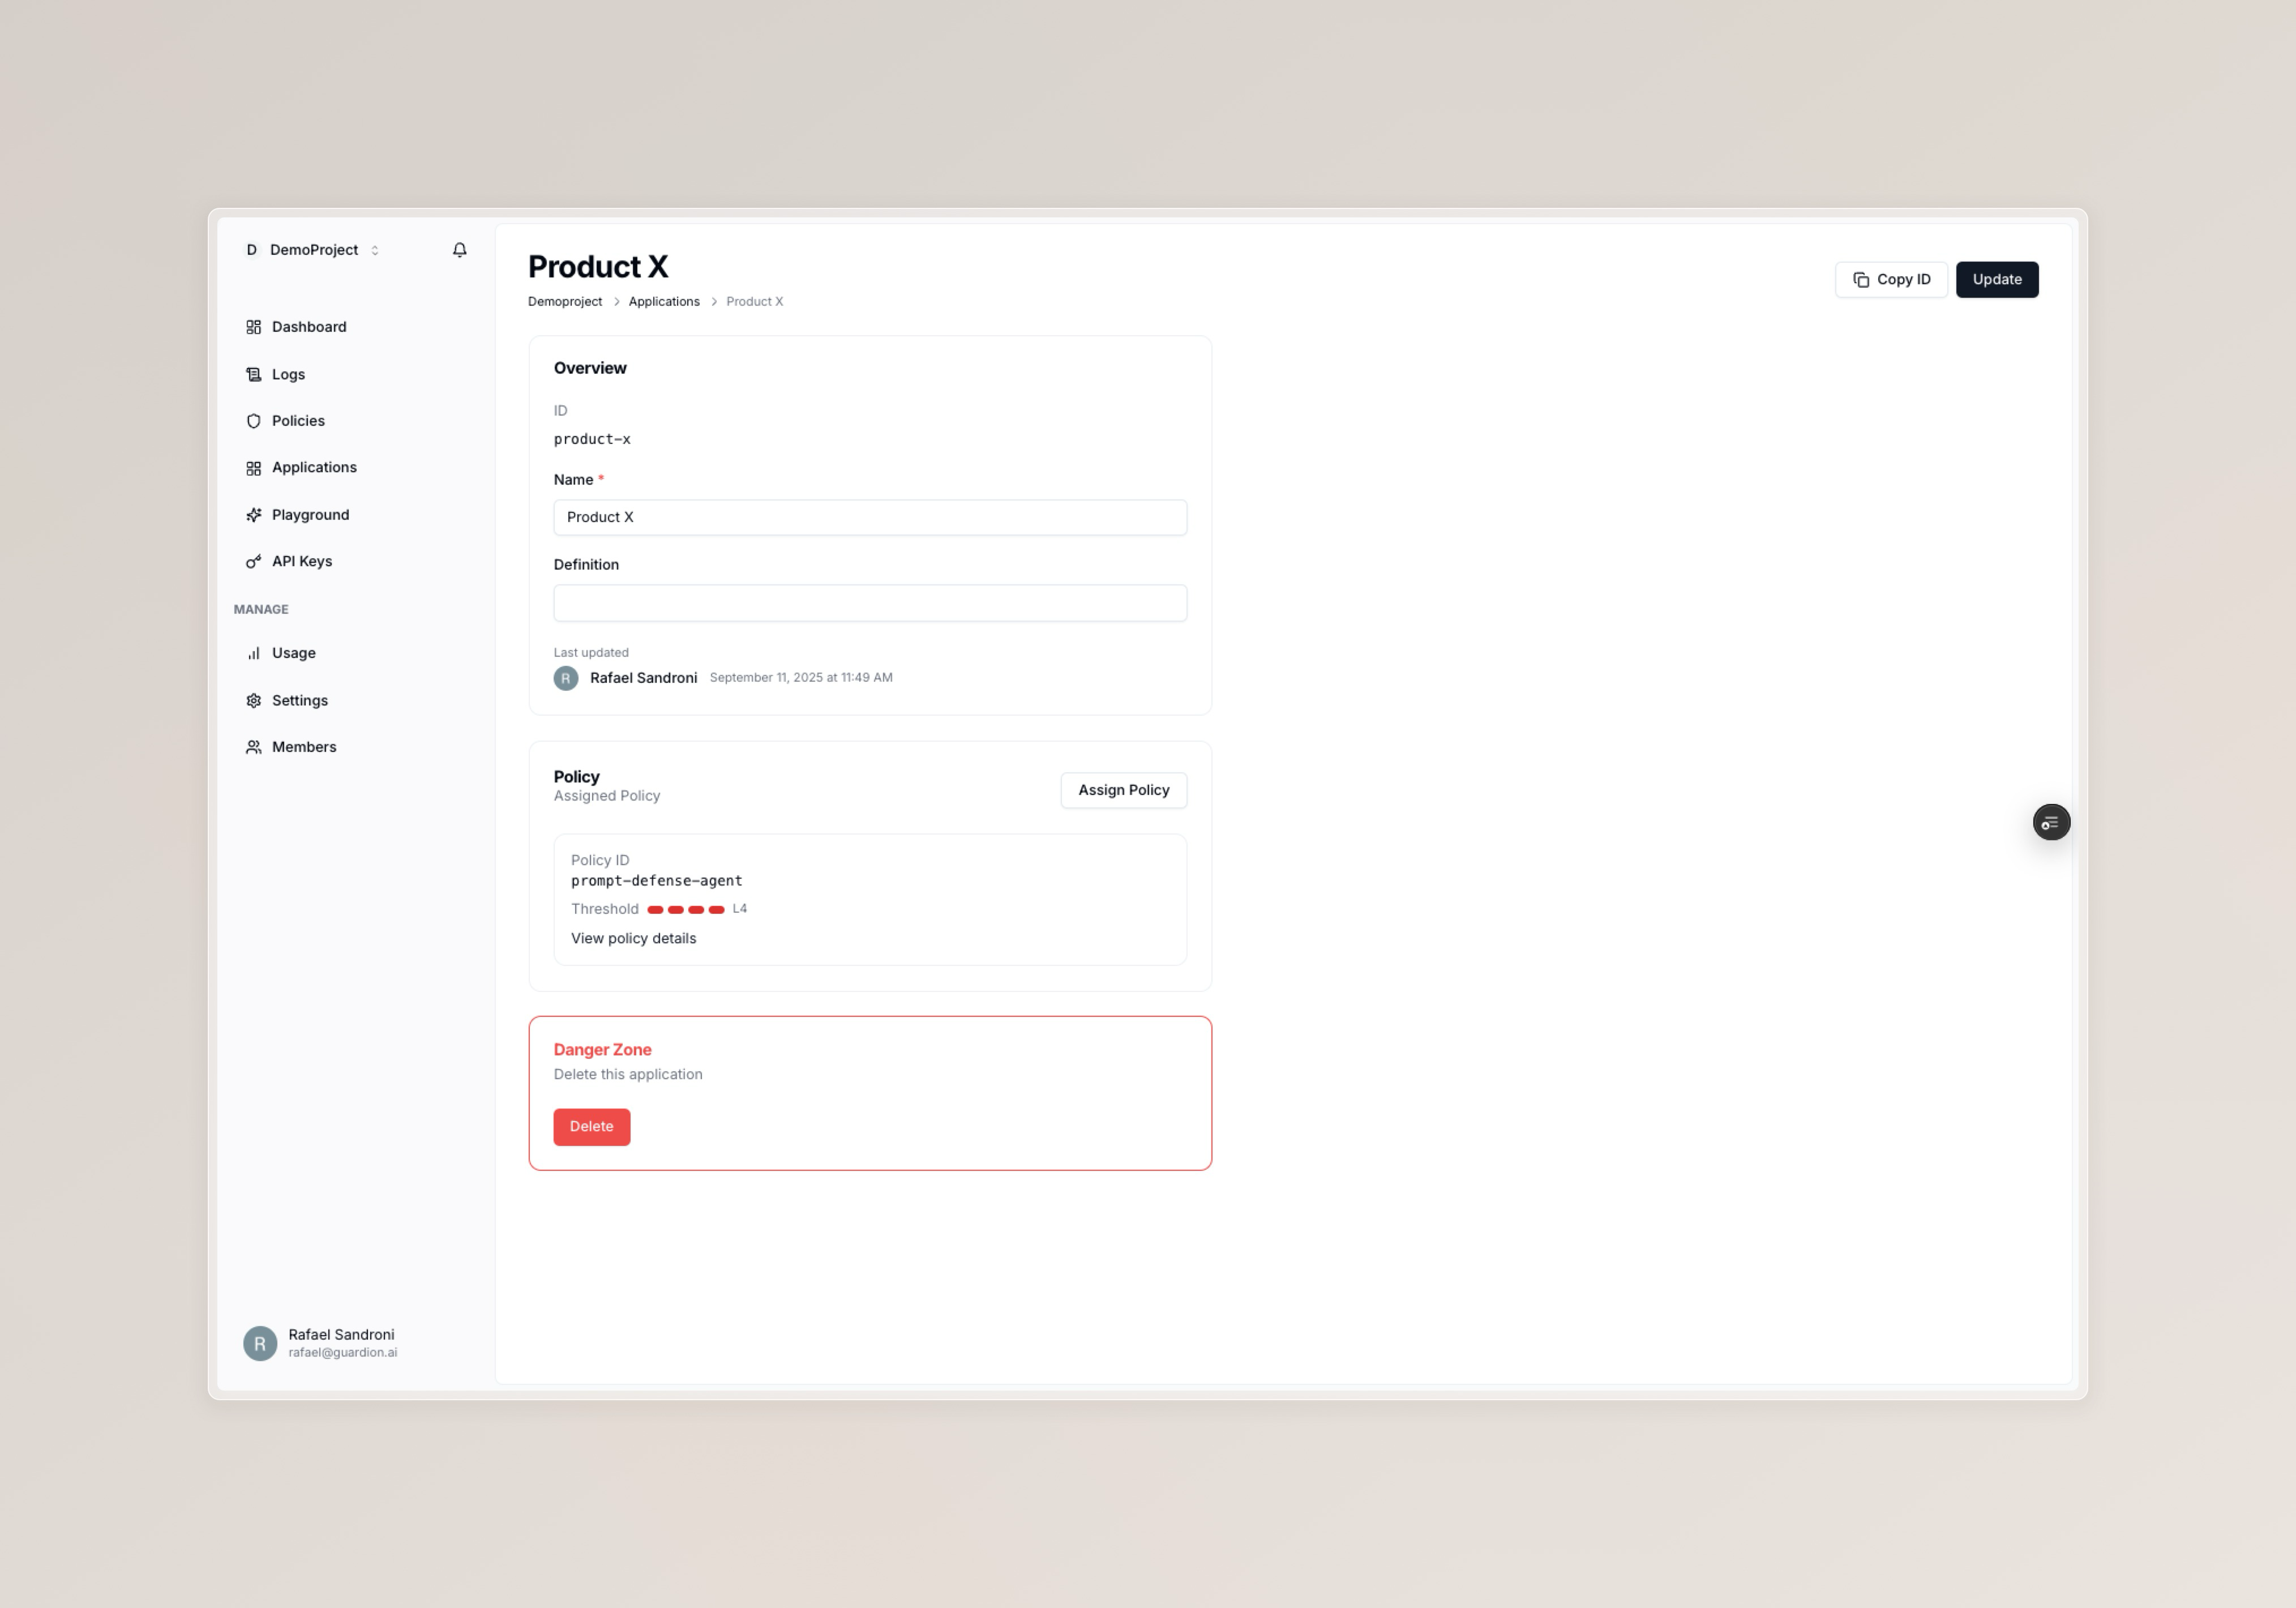 D DemoProject
Dashboard
Logs
Policies
Applications
Playground
API Keys
MANAGE
Usage
Settings
Members
R Rafael Sandroni
rafael@guardion.ai
Product X
Demoproject > Applications > Product X
Copy ID
Update
Overview
ID
product-x
Name *
Product X
Definition
Last updated
R Rafael Sandroni September 11, 2025 at 11:49 AM
Policy
Assigned Policy
Assign Policy
Policy ID
prompt-defense-agent
Threshold L4
View policy details
Danger Zone
Delete this application
Delete